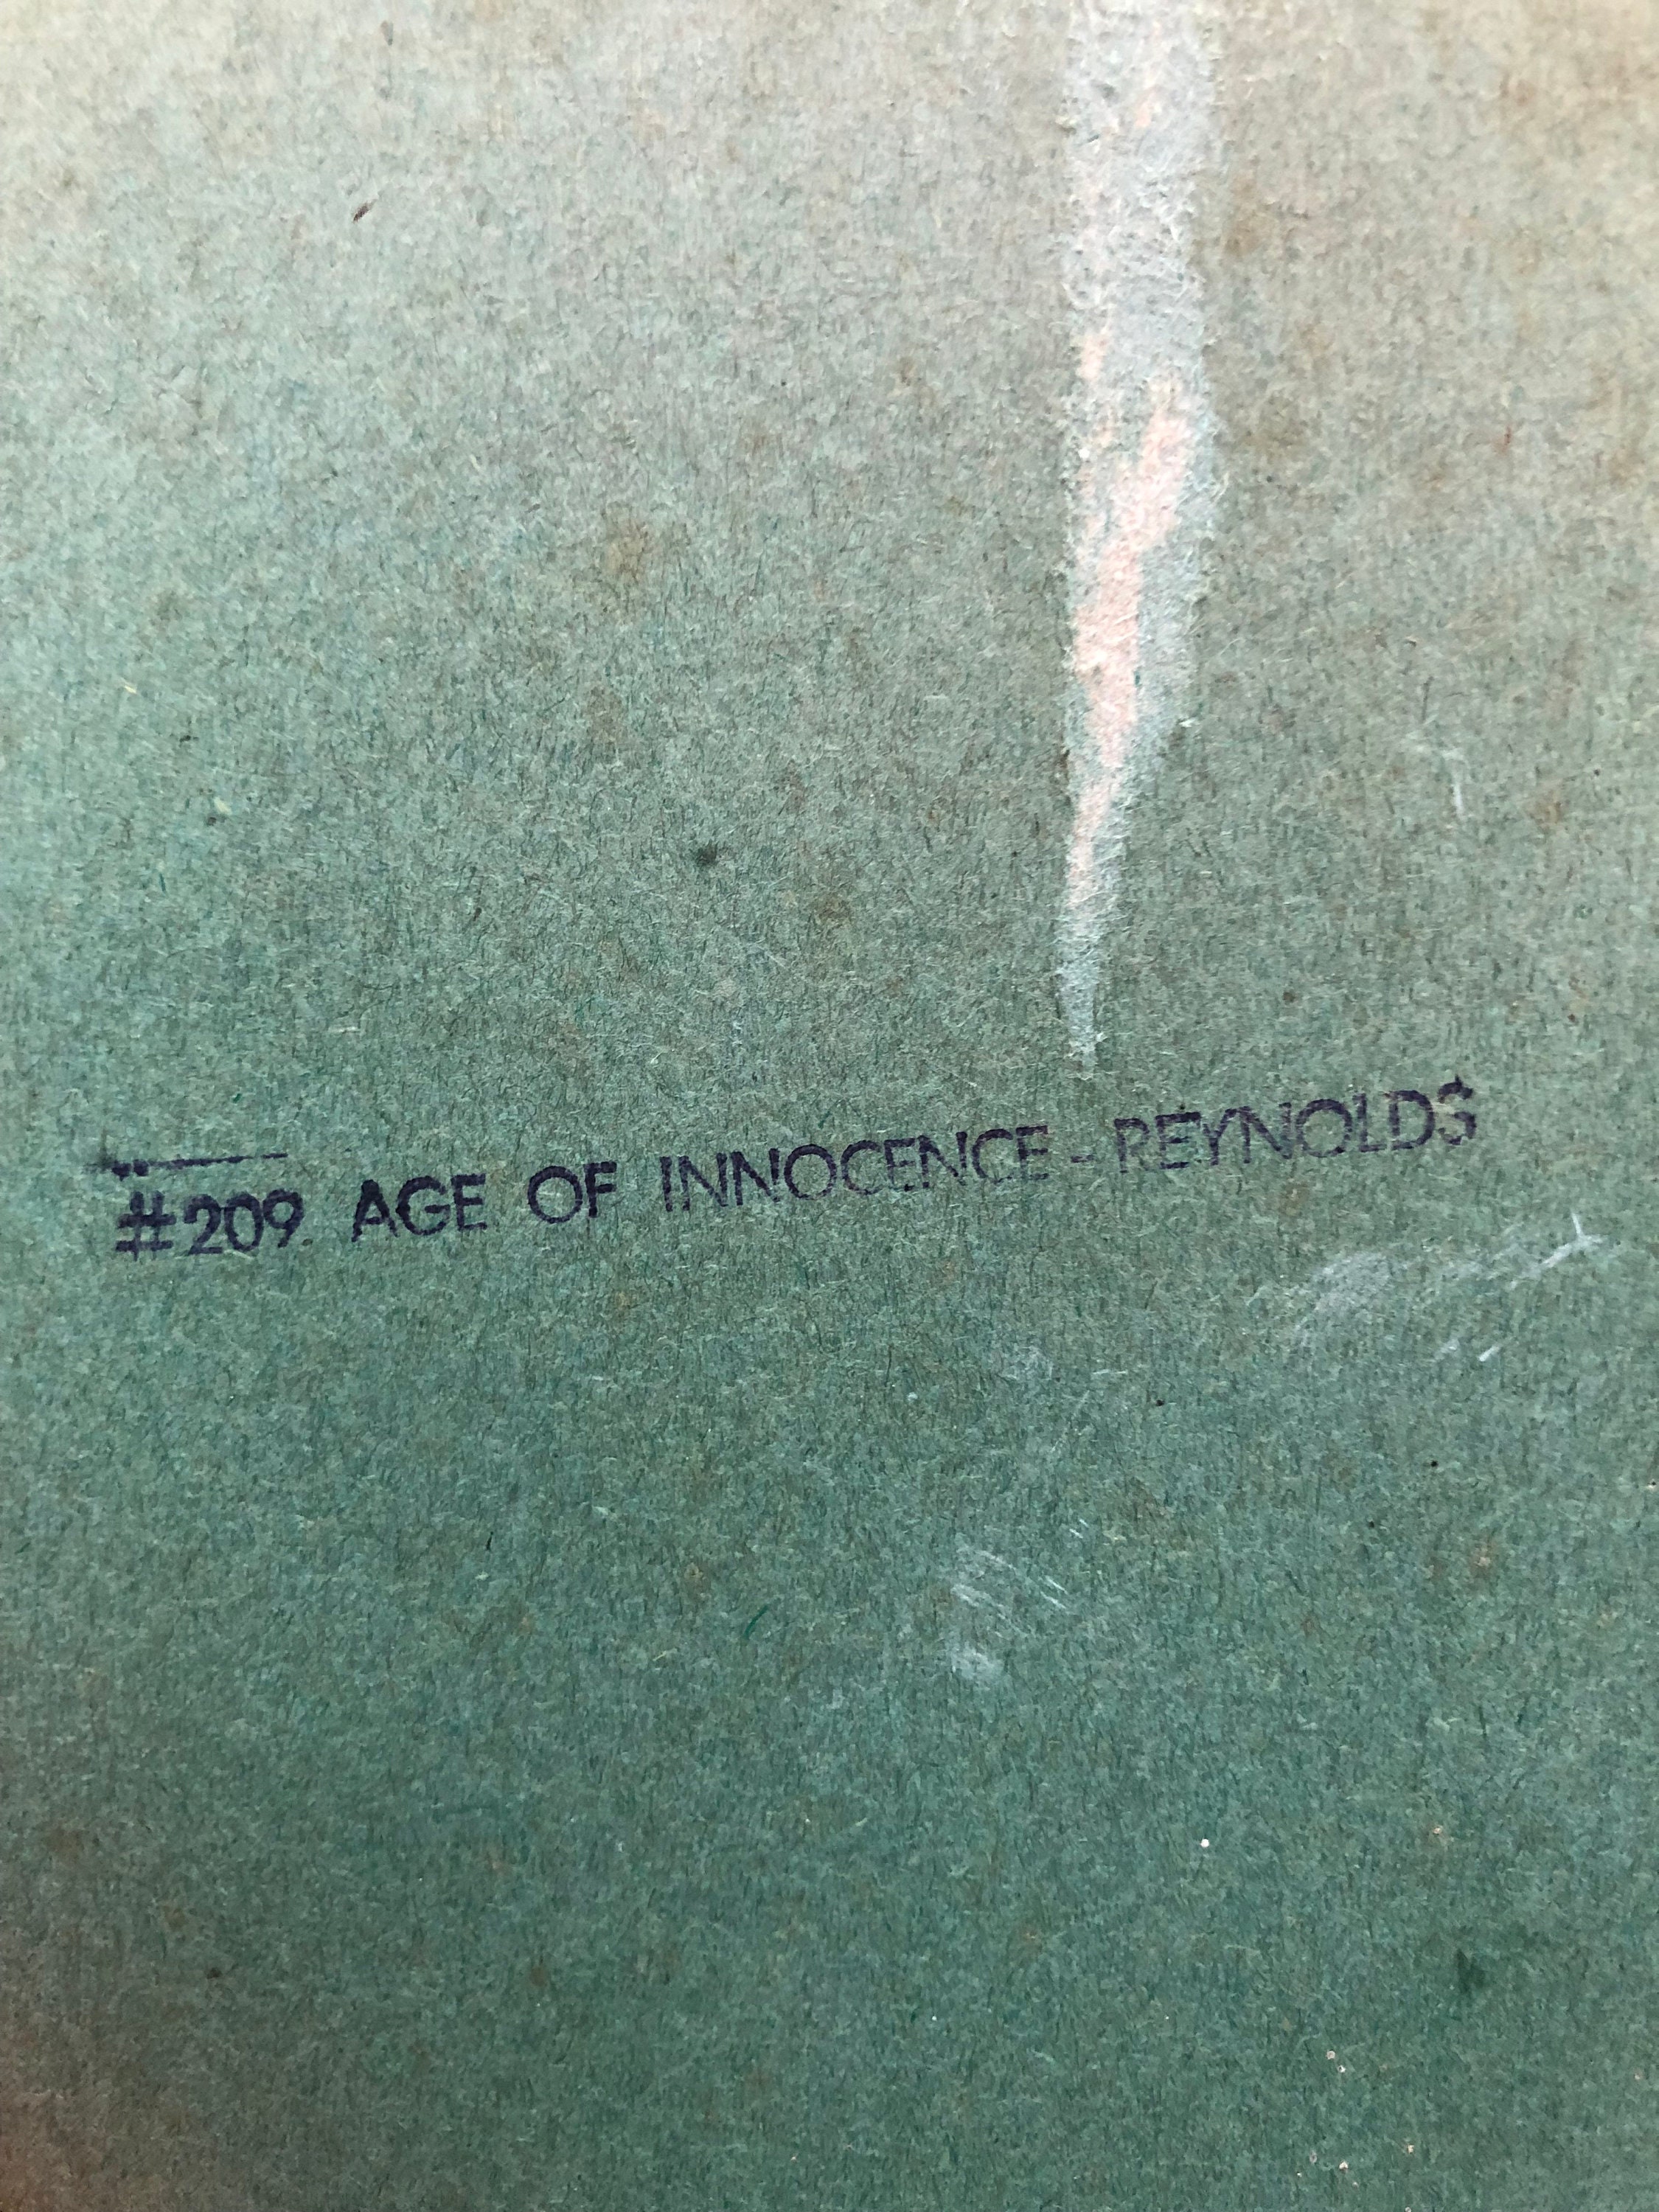 #209. AGE OF INNOCENCE - REYNOLDS